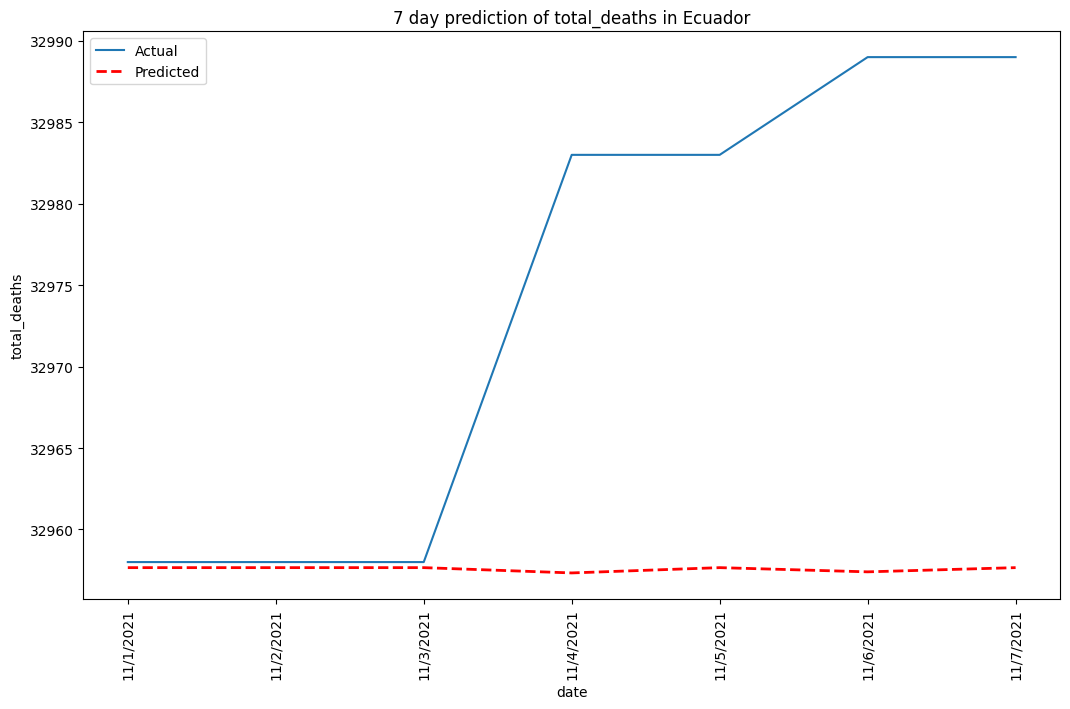 7 day prediction of total_deaths in Ecuador
Actual
Predicted
32990
32985
32980
32975
32970
32965
32960
total_deaths
11/1/2021
11/2/2021
11/3/2021
11/4/2021
11/5/2021
11/6/2021
11/7/2021
date